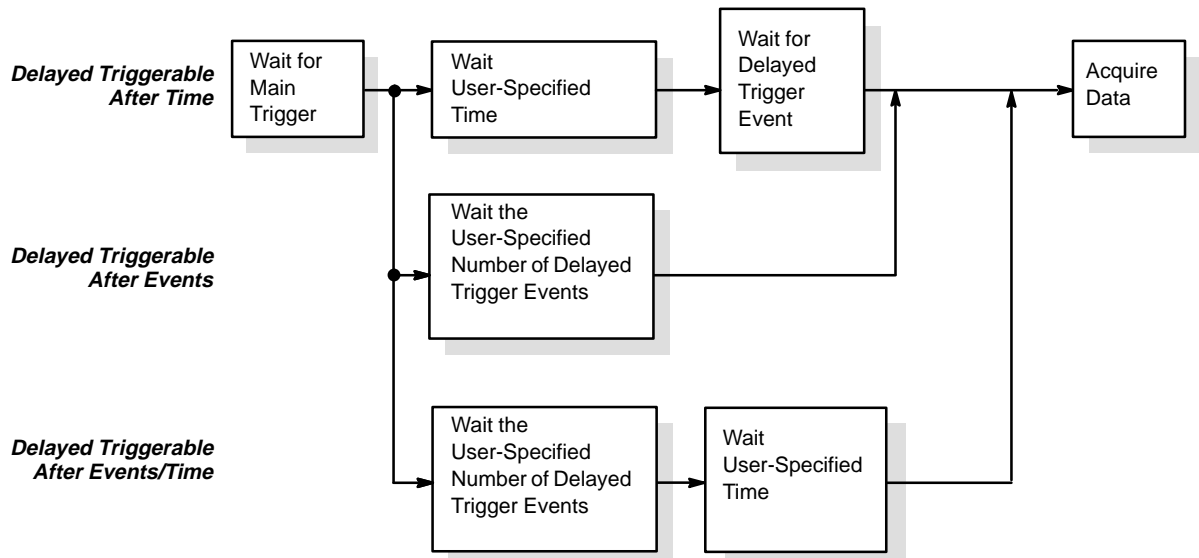 Delayed Triggerable
After Time
Wait for
Main
Trigger
Wait
User-Specified
Time
Wait for
Delayed
Trigger
Event
Acquire
Data
Delayed Triggerable
After Events
Wait the
User-Specified
Number of Delayed
Trigger Events
Delayed Triggerable
After Events/Time
Wait the
User-Specified
Number of Delayed
Trigger Events
Wait
User-Specified
Time